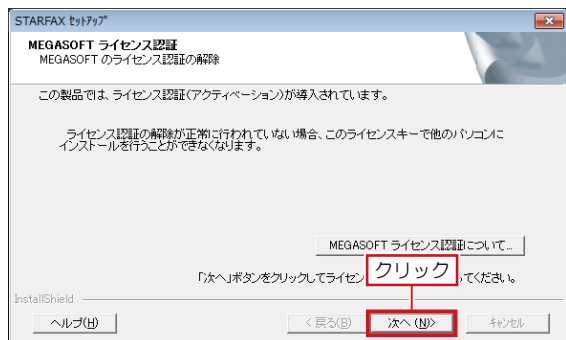 STARFAX ｾｯﾄｱｯﾌﾟ
MEGASOFT ライセンス認証
MEGASOFT のライセンス認証の解除
この製品では、ライセンス認証(アクティベーション)が導入されています。
ライセンス認証の解除が正常に行われていない場合、このライセンスキーで他のパソコンに
インストールを行うことができなくなります。
MEGASOFT ライセンス認証について...
「次へ」ボタンをクリックしてライセン
クリック
ってください。
InstallShield
ヘルプ(H)
< 戻る(B)
次へ (N)>
キャンセル